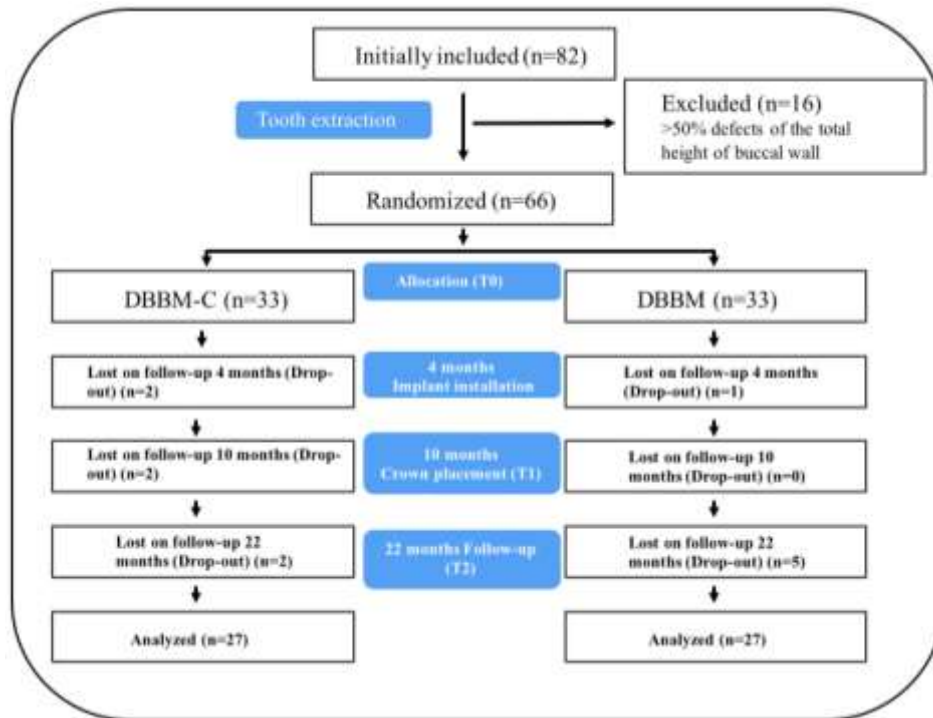 Initially included (n=82)
Tooth extraction
Excluded (n=16)
>50% defects of the total
height of buccal wall
Randomized (n=66)
Allocation (T0)
DBBM-C (n=33)
DBBM (n=33)
Lost on follow-up 4 months (Drop-
out) (n=2)
4 months
Implant installation
Lost on follow-up 4 months
(Drop-out) (n=1)
Lost on follow-up 10 months (Drop-
out) (n=2)
10 months
Crown placement (T1)
Lost on follow-up 10
months (Drop-out) (n=0)
Lost on follow-up 22
months (Drop-out) (n=2)
22 months Follow-up
(T2)
Lost on follow-up 22
months (Drop-out) (n=5)
Analyzed (n=27)
Analyzed (n=27)